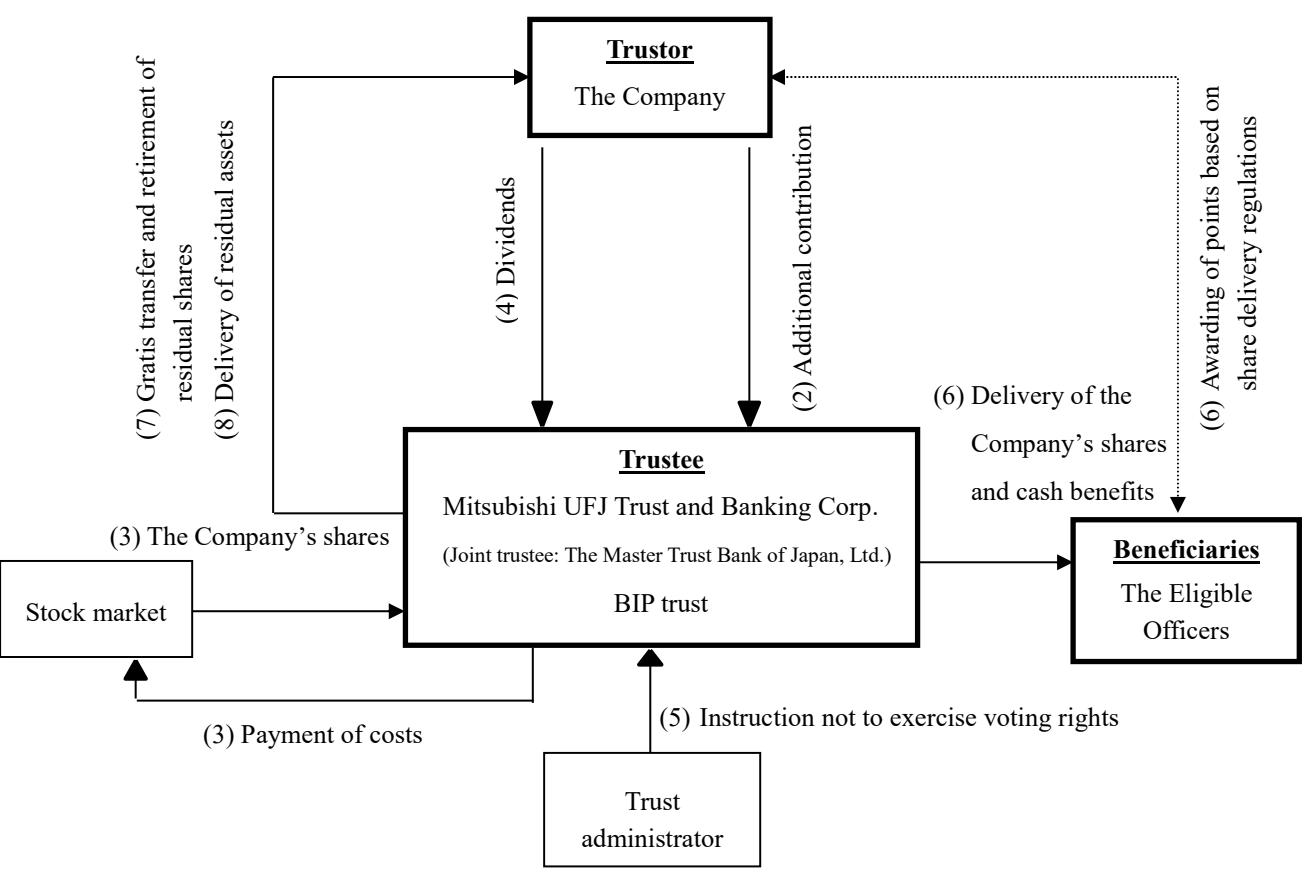 Trustor
The Company
(7) Gratis transfer and retirement of
residual shares
(8) Delivery of residual assets
(4) Dividends
(2) Additional contribution
(6) Awarding of points based on
share delivery regulations
(6) Delivery of the
Company’s shares
and cash benefits
Trustee
Mitsubishi UFJ Trust and Banking Corp.
(Joint trustee: The Master Trust Bank of Japan, Ltd.)
BIP trust
(3) The Company’s shares
Stock market
Beneficiaries
The Eligible
Officers
(3) Payment of costs
(5) Instruction not to exercise voting rights
Trust
administrator